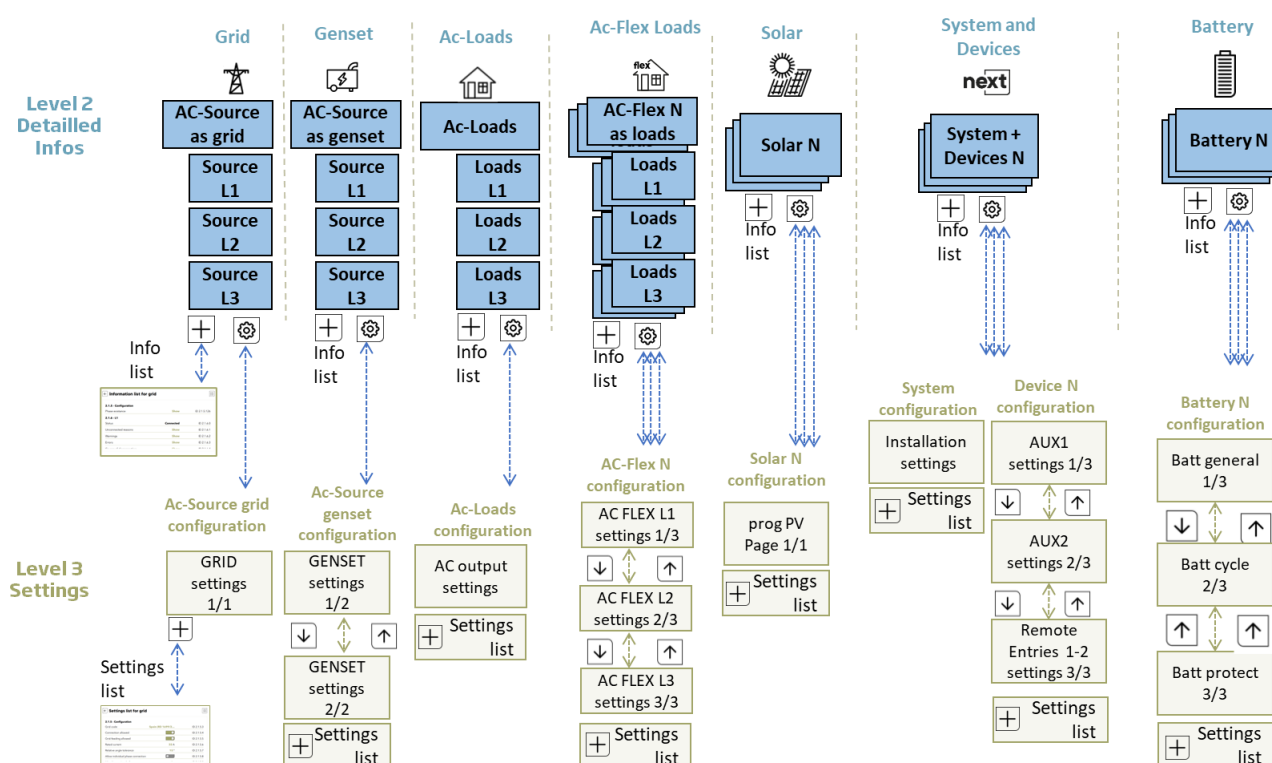 Grid
Genset
Ac-Loads
Ac-Flex Loads
Solar
System and
Devices
Battery
flex
next
Level 2
Detailled
Infos
AC-Source
as grid
Source
L1
Source
L2
Source
L3
Info
list
AC-Source
as genset
Source
L1
Source
L2
Source
L3
Info
list
Ac-Loads
Loads
L1
Loads
L2
Loads
L3
Info
list
AC-Flex N
as loads
Loads
L1
Loads
L2
Loads
L3
Info
list
Solar N
Info
list
System +
Devices N
Info
list
Battery N
Info
list
Information list for grid
Level 3
Settings
Ac-Source grid
configuration
GRID
settings
1/1
Settings
list
Settings list for grid
Ac-Source
genset
configuration
GENSET
settings
1/2
GENSET
settings
2/2
Settings
list
Ac-Loads
configuration
AC output
settings
Settings
list
AC-Flex N
configuration
AC FLEX L1
settings 1/3
AC FLEX L2
settings 2/3
AC FLEX L3
settings 3/3
Settings
list
Solar N
configuration
prog PV
Page 1/1
Settings
list
System
configuration
Installation
settings
Settings
list
Device N
configuration
AUX1
settings 1/3
AUX2
settings 2/3
Remote
Entries 1-2
settings 3/3
Settings
list
Battery N
configuration
Batt general
1/3
Batt cycle
2/3
Batt protect
3/3
Settings
list